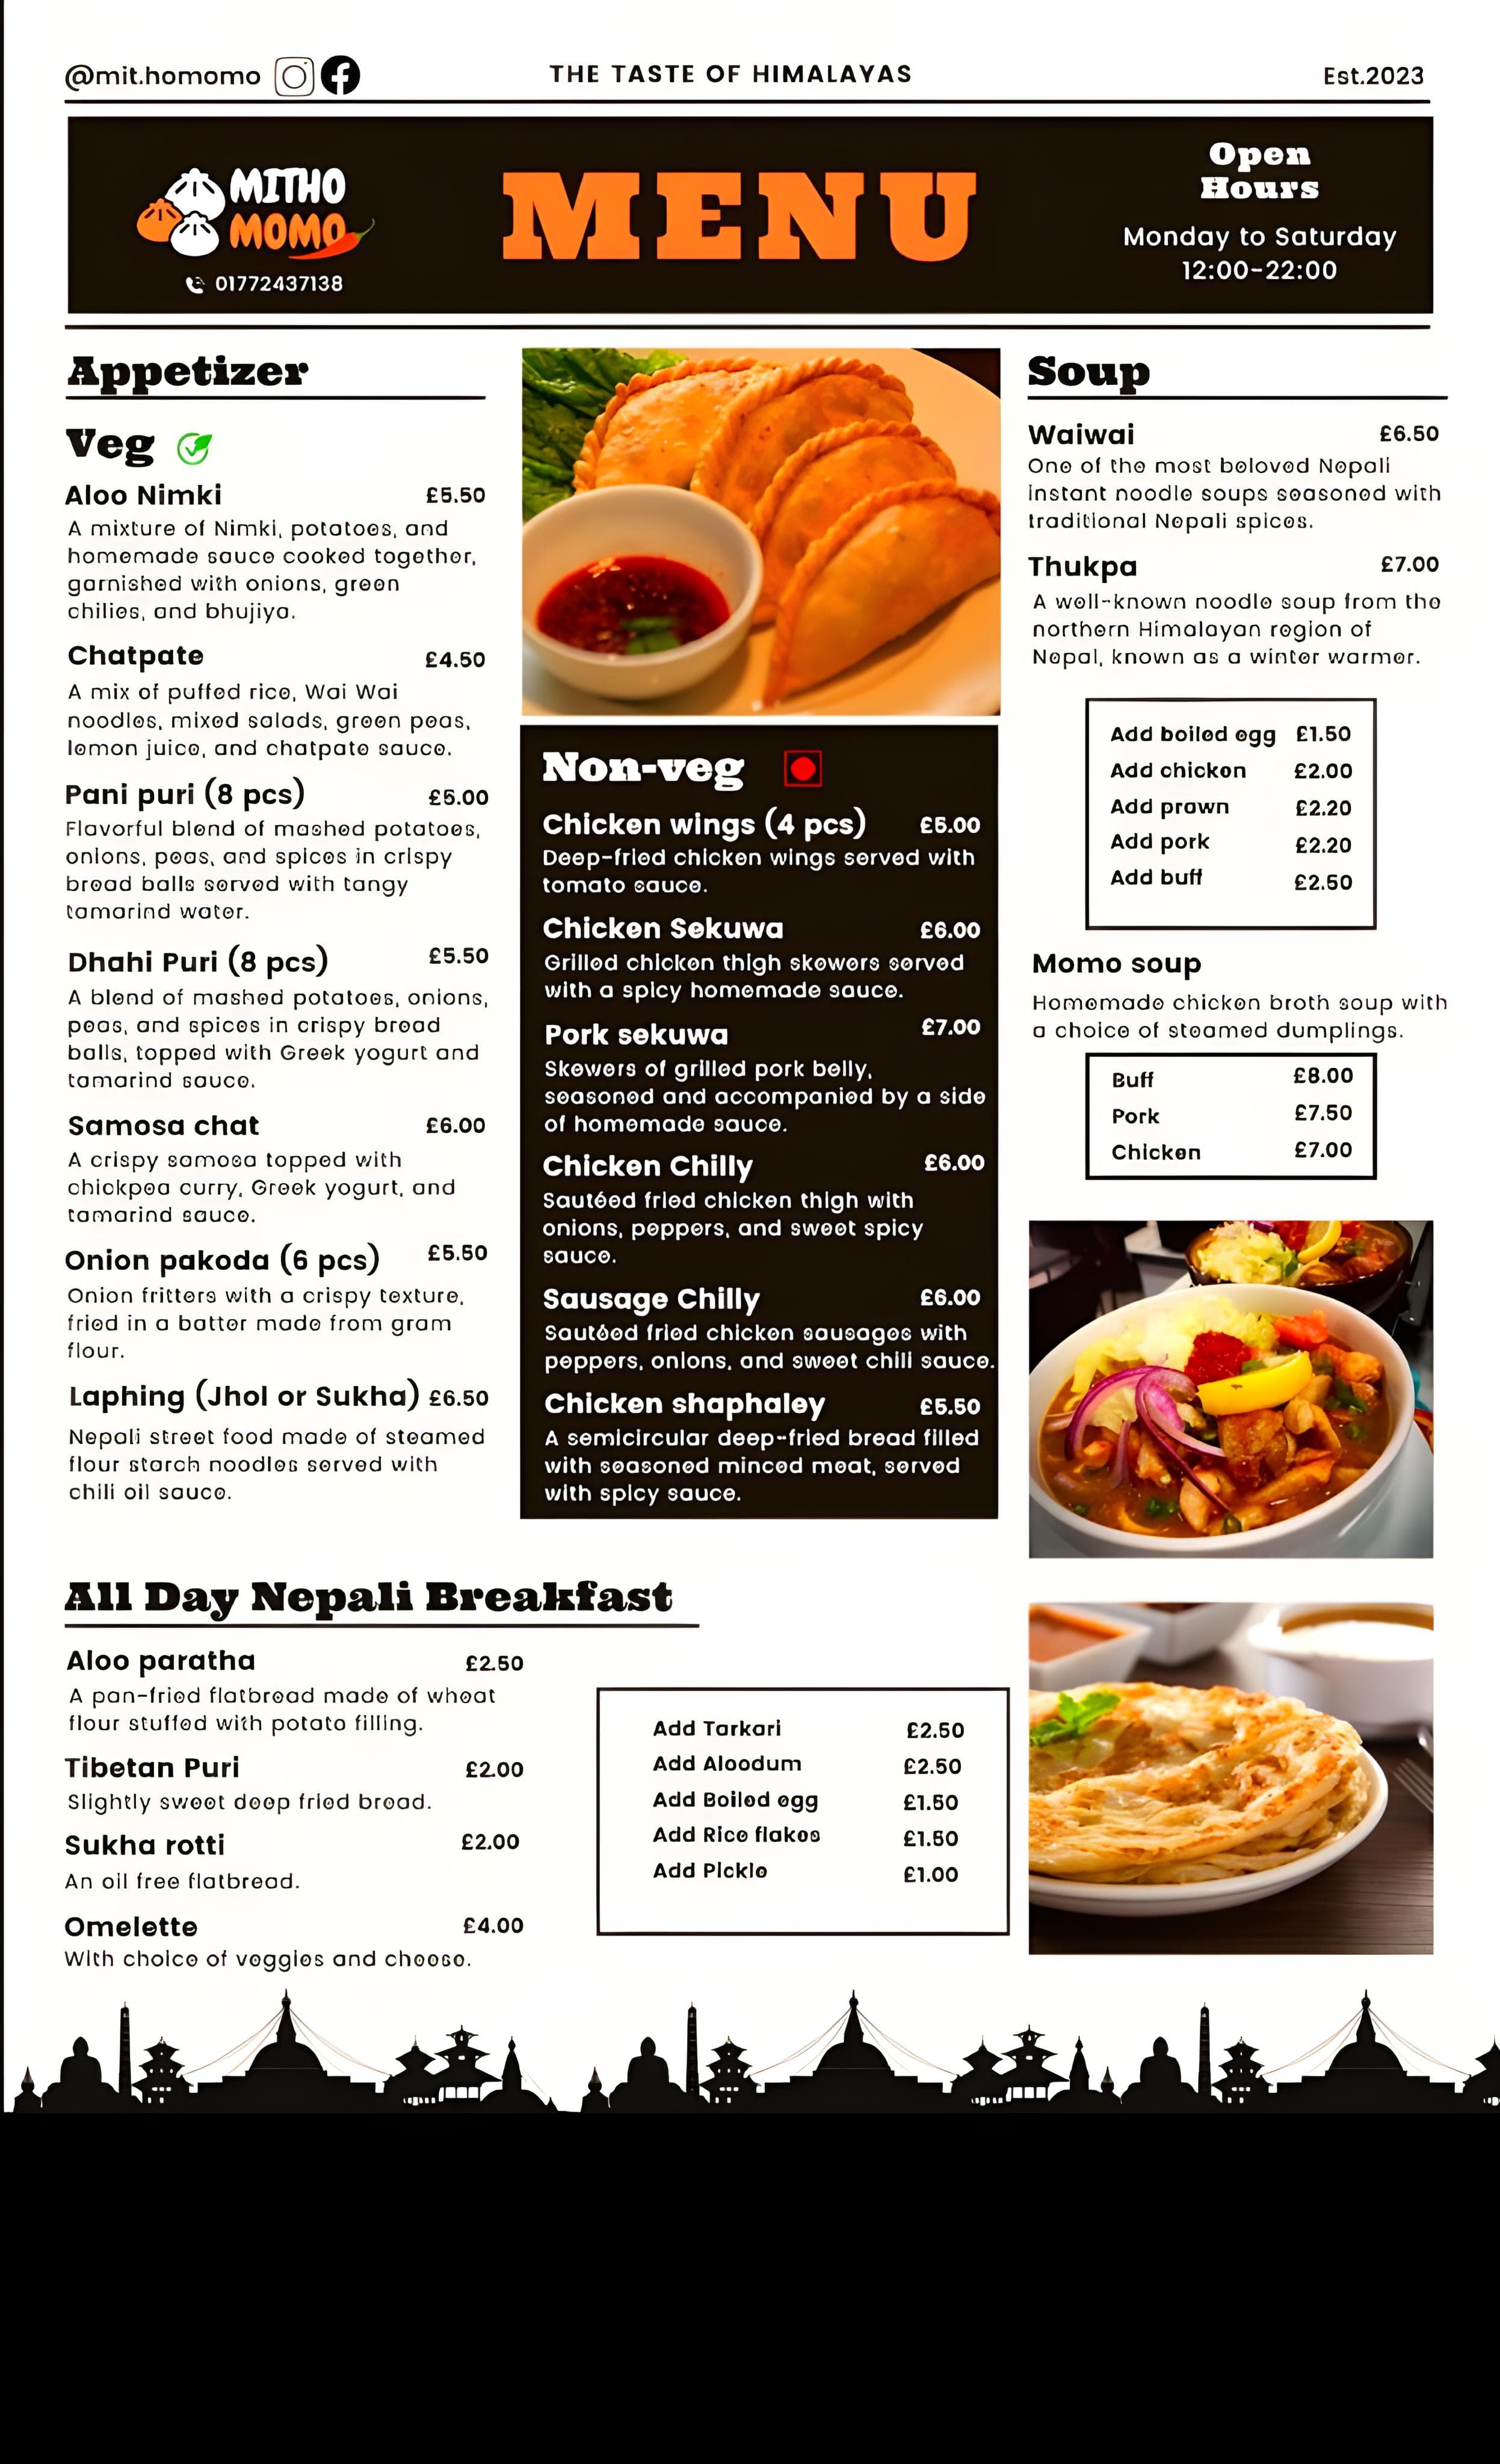 @mit.homomo
THE TASTE OF HIMALAYAS
Est.2023
MITHO
MOMO
01772437138
MENU
Open
Hours
Monday to Saturday
12:00-22:00
Appetizer
Veg
Aloo Nimki £5.50
A mixture of Nimki, potatoes, and
homemade sauce cooked together,
garnished with onions, green
chilies, and bhujiya.
Chatpate £4.50
A mix of puffed rice, Wai Wai
noodles, mixed salads, green peas,
lemon juice, and chatpate sauce.
Pani puri (8 pcs) £5.00
Flavorful blend of mashed potatoes,
onions, peas, and spices in crispy
bread balls served with tangy
tamarind water.
Dhahi Puri (8 pcs) £5.50
A blend of mashed potatoes, onions,
peas, and spices in crispy bread
balls, topped with Greek yogurt and
tamarind sauce.
Samosa chat £6.00
A crispy samosa topped with
chickpea curry, Greek yogurt, and
tamarind sauce.
Onion pakoda (6 pcs) £5.50
Onion fritters with a crispy texture,
fried in a batter made from gram
flour.
Laphing (Jhol or Sukha) £6.50
Nepali street food made of steamed
flour starch noodles served with
chili oil sauce.
Non-veg
Chicken wings (4 pcs) £5.00
Deep-fried chicken wings served with
tomato sauce.
Chicken Sekuwa £6.00
Grilled chicken thigh skewers served
with a spicy homemade sauce.
Pork sekuwa £7.00
Skewers of grilled pork belly,
seasoned and accompanied by a side
of homemade sauce.
Chicken Chilly £6.00
Sautéed fried chicken thigh with
onions, peppers, and sweet spicy
sauce.
Sausage Chilly £6.00
Sautéed fried chicken sausages with
peppers, onions, and sweet chili sauce.
Chicken shaphaley £5.50
A semicircular deep-fried bread filled
with seasoned minced meat, served
with spicy sauce.
Soup
Waiwai £6.50
One of the most beloved Nepali
instant noodle soups seasoned with
traditional Nepali spices.
Thukpa £7.00
A well-known noodle soup from the
northern Himalayan region of
Nepal, known as a winter warmer.
Add boiled egg £1.50
Add chicken £2.00
Add prawn £2.20
Add pork £2.20
Add buff £2.50
Momo soup
Homemade chicken broth soup with
a choice of steamed dumplings.
Buff £8.00
Pork £7.50
Chicken £7.00
All Day Nepali Breakfast
Aloo paratha £2.50
A pan-fried flatbread made of wheat
flour stuffed with potato filling.
Tibetan Puri £2.00
Slightly sweet deep fried bread.
Sukha rotti £2.00
An oil free flatbread.
Omelette £4.00
With choice of veggies and cheese.
Add Tarkari £2.50
Add Aloodum £2.50
Add Boiled egg £1.50
Add Rice flakes £1.50
Add Pickle £1.00